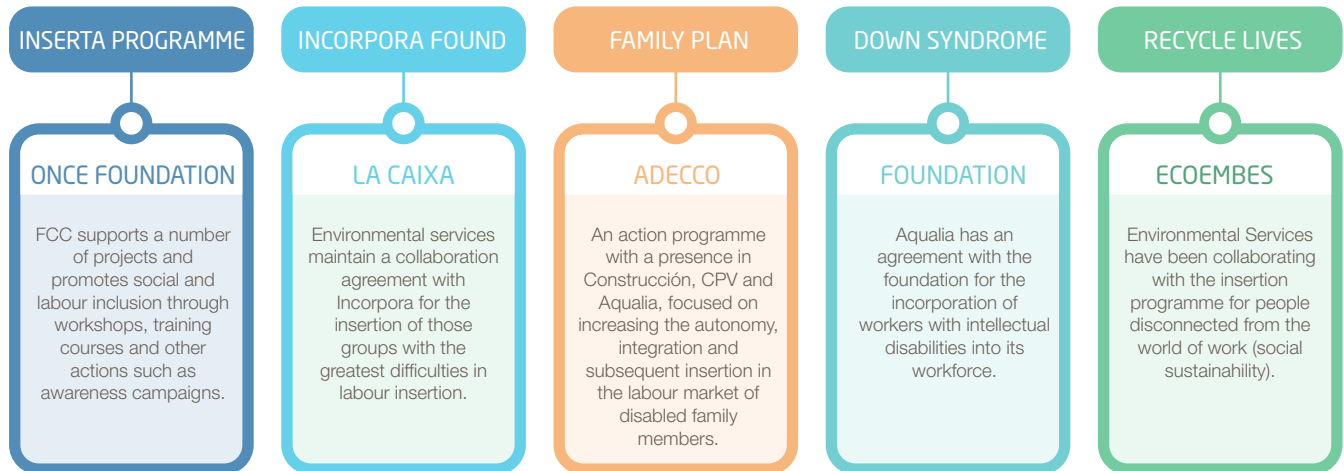 INSERTA PROGRAMME
ONCE FOUNDATION
FCC supports a number
of projects and
promotes social and
labour inclusion through
workshops, training
courses and other
actions such as
awareness campaigns.
INCORPORA FOUND
LA CAIXA
Environmental services
maintain a collaboration
agreement with
Incorpora for the
insertion of those
groups with the
greatest difficulties in
labour insertion.
FAMILY PLAN
ADECCO
An action programme
with a presence in
Construcción, CPV and
Aqualia, focused on
increasing the autonomy,
integration and
subsequent insertion in
the labour market of
disabled family
members.
DOWN SYNDROME
FOUNDATION
Aqualia has an
agreement with the
foundation for the
incorporation of
workers with intellectual
disabilities into its
workforce.
RECYCLE LIVES
ECOEMBES
Environmental Services
have been collaborating
with the insertion
programme for people
disconnected from the
world of work (social
sustainability).